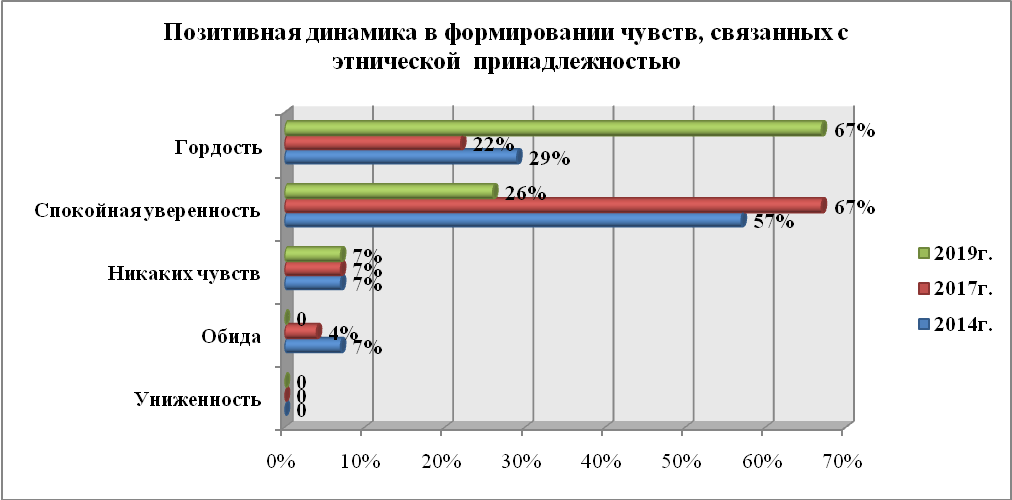 Позитивная динамика в формировании чувств, связанных с
этнической принадлежностью
Гордость
67%
22%
29%
Спокойная уверенность
26%
67%
57%
Никаких чувств
7%
7%
7%
Обида
0
4%
7%
Униженность
0
0
0
0% 10% 20% 30% 40% 50% 60% 70%
2019г.
2017г.
2014г.